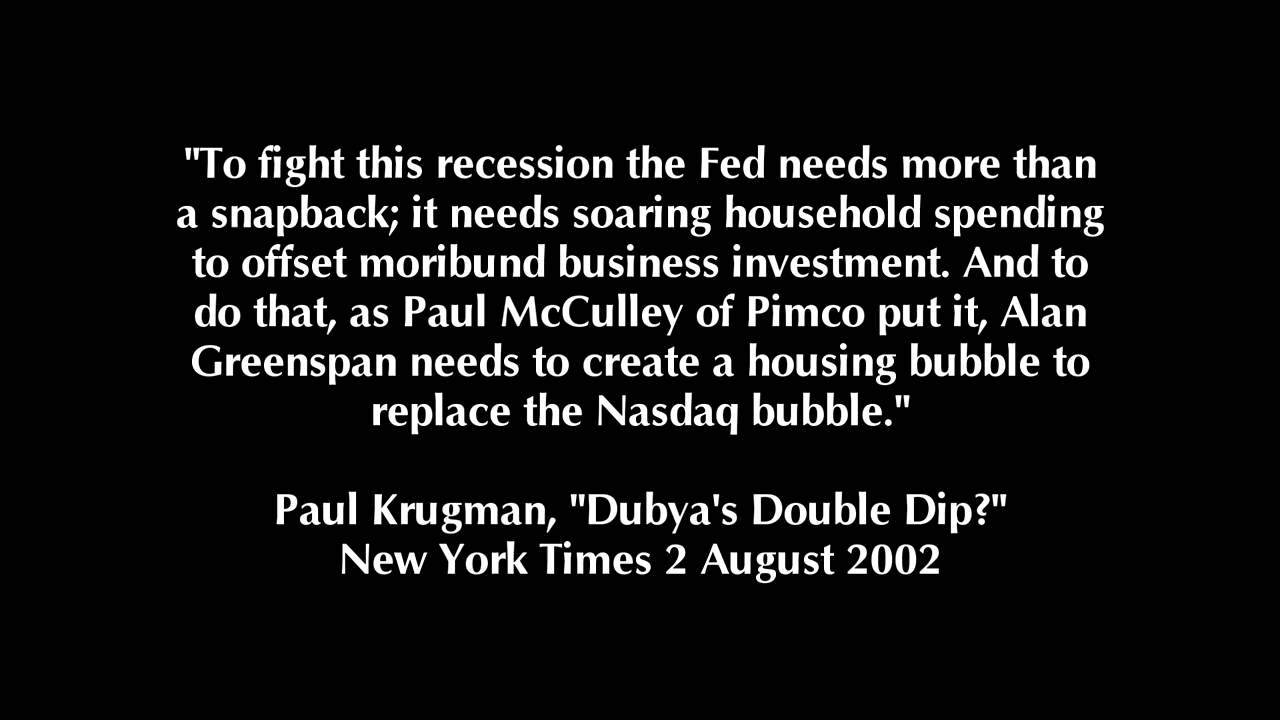 "To fight this recession the Fed needs more than
a snapback; it needs soaring household spending
to offset moribund business investment. And to
do that, as Paul McCulley of Pimco put it, Alan
Greenspan needs to create a housing bubble to
replace the Nasdaq bubble."
Paul Krugman, "Dubya's Double Dip?"
New York Times 2 August 2002